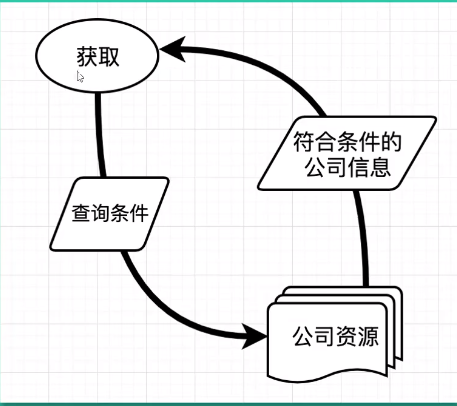 获取
符合条件的
公司信息
查询条件
公司资源